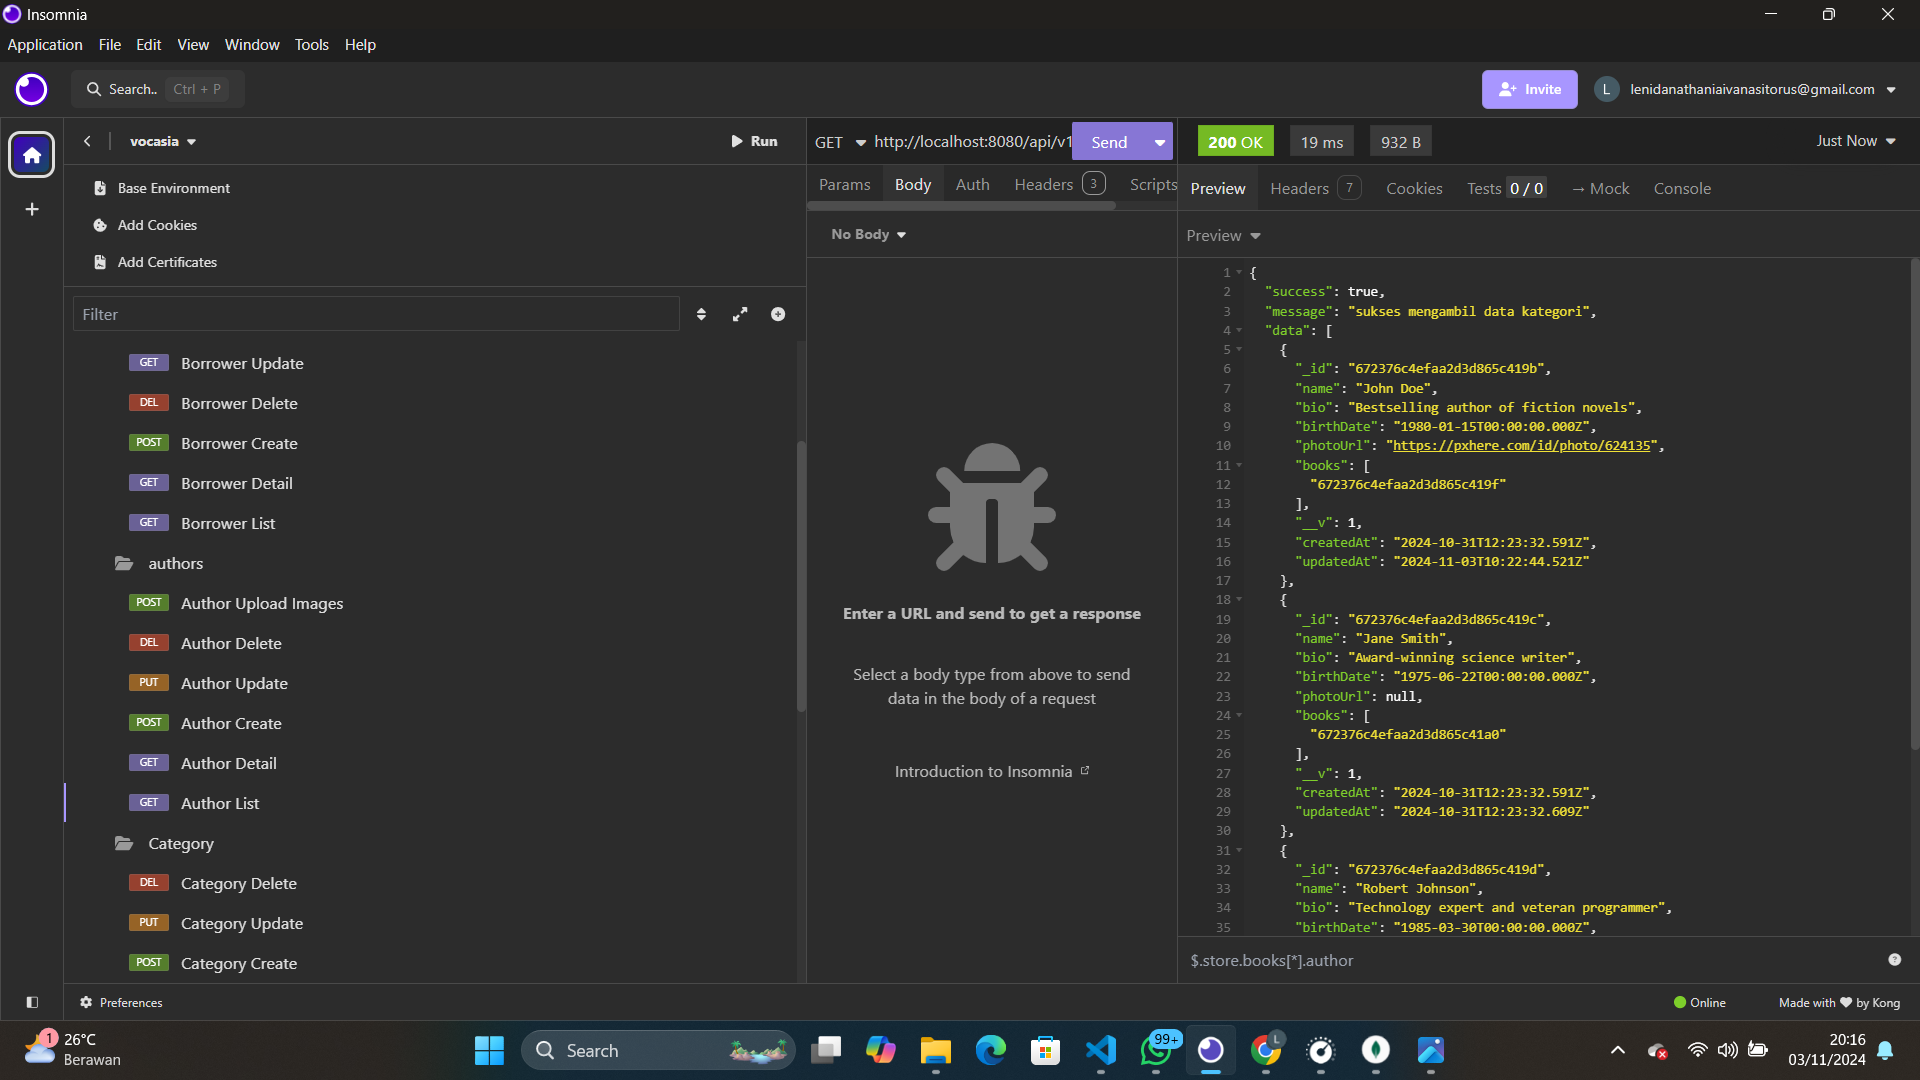 Insomnia
Application File Edit View Window Tools Help
Search.. Ctrl + P
Invite
L lenidanathaniaivanasitorus@gmail.com
vocasia
Run
Base Environment
Add Cookies
Add Certificates
Filter
GET Borrower Update
DEL Borrower Delete
POST Borrower Create
GET Borrower Detail
GET Borrower List
authors
POST Author Upload Images
DEL Author Delete
PUT Author Update
POST Author Create
GET Author Detail
GET Author List
Category
DEL Category Delete
PUT Category Update
POST Category Create
Preferences
GET http://localhost:8080/api/v1 Send
Params Body Auth Headers 3 Scripts
No Body
Enter a URL and send to get a response
Select a body type from above to send
data in the body of a request
Introduction to Insomnia
200 OK 19 ms 932 B Just Now
Preview Headers 7 Cookies Tests 0 / 0 → Mock Console
Preview
1 {
2 "success": true,
3 "message": "sukses mengambil data kategori",
4 "data": [
5 {
6 "_id": "672376c4efaa2d3d865c419b",
7 "name": "John Doe",
8 "bio": "Bestselling author of fiction novels",
9 "birthDate": "1980-01-15T00:00:00.000Z",
10 "photoUrl": "https://pxhere.com/id/photo/624135",
11 "books": [
12 "672376c4efaa2d3d865c419f"
13 ],
14 "__v": 1,
15 "createdAt": "2024-10-31T12:23:32.591Z",
16 "updatedAt": "2024-11-03T10:22:44.521Z"
17 },
18 {
19 "_id": "672376c4efaa2d3d865c419c",
20 "name": "Jane Smith",
21 "bio": "Award-winning science writer",
22 "birthDate": "1975-06-22T00:00:00.000Z",
23 "photoUrl": null,
24 "books": [
25 "672376c4efaa2d3d865c41a0"
26 ],
27 "__v": 1,
28 "createdAt": "2024-10-31T12:23:32.591Z",
29 "updatedAt": "2024-10-31T12:23:32.609Z"
30 },
31 {
32 "_id": "672376c4efaa2d3d865c419d",
33 "name": "Robert Johnson",
34 "bio": "Technology expert and veteran programmer",
35 "birthDate": "1985-03-30T00:00:00.000Z",
$.store.books[*].author
Online
Made with by Kong
1
26°C
Berawan
Search
99+
L
20:16
03/11/2024